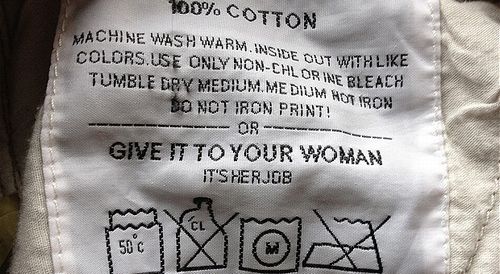 100% COTTON
MACHINE WASH WARM. INSIDE OUT WITH LIKE
COLORS. USE ONLY NON-CHLORINE BLEACH
TUMBLE DRY MEDIUM. MEDIUM HOT IRON
DO NOT IRON PRINT!
OR
GIVE IT TO YOUR WOMAN
IT'S HER JOB
50°C CL M